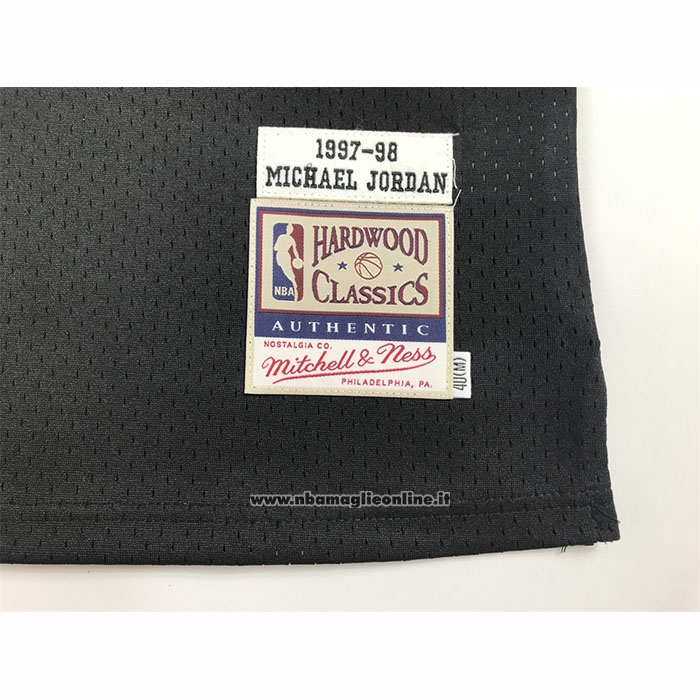 1997-98
MICHAEL JORDAN
HARDWOOD
CLASSICS
NBA
AUTHENTIC
NOSTALGIA CO.
Mitchell & Ness
PHILADELPHIA, PA.
40(M)
www.nbamaglieonline.it